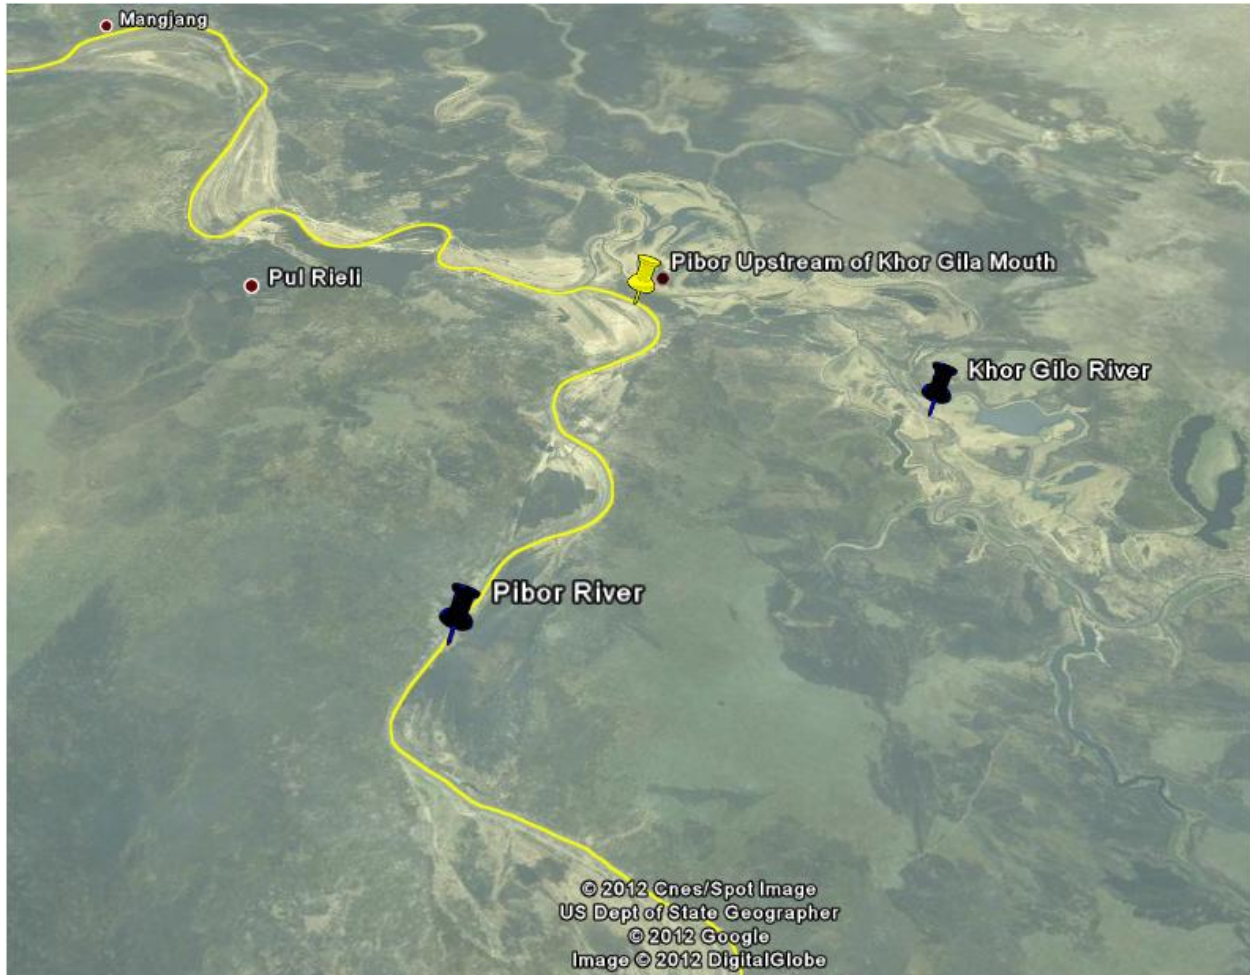 Mangjang
Pibor Upstream of Khor Gila Mouth
Pul Rieli
Khor Gilo River
Pibor River
© 2012 Cnes/Spot Image
US Dept of State Geographer
© 2012 Google
Image © 2012 DigitalGlobe